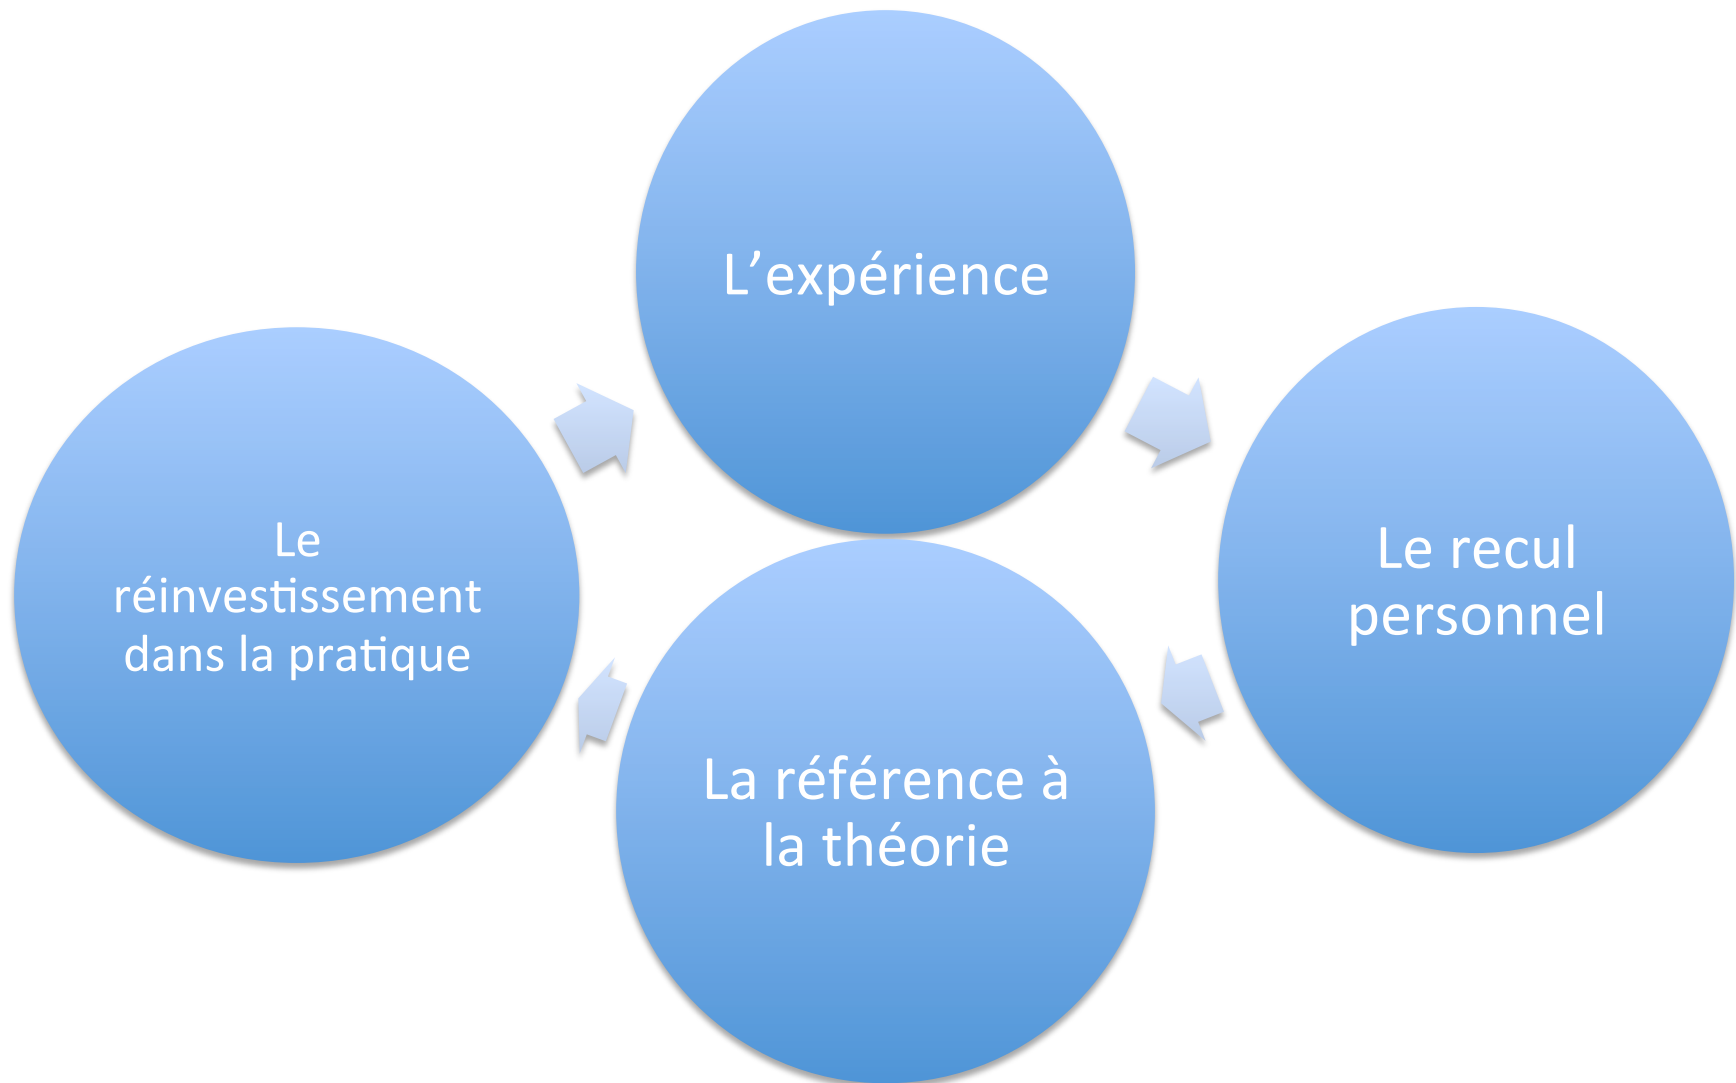 L’expérience
Le recul
personnel
La référence à
la théorie
Le
réinvestissement
dans la pratique